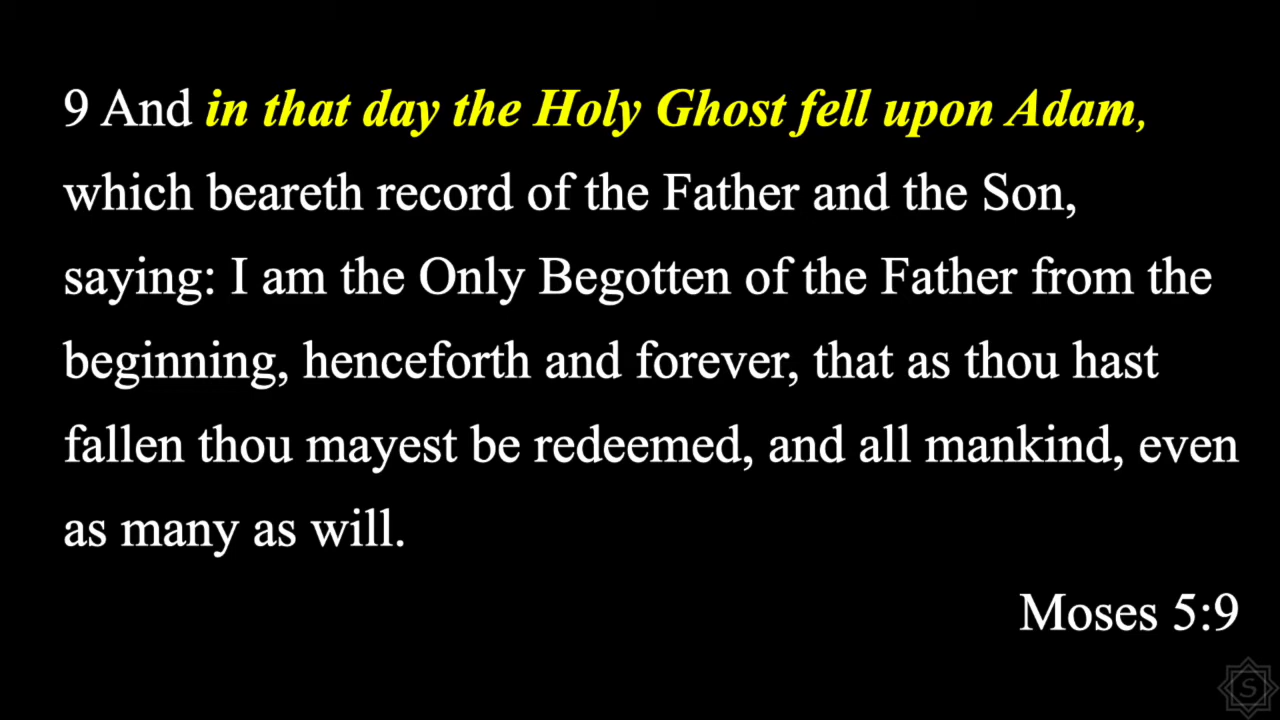 9 And in that day the Holy Ghost fell upon Adam,
which beareth record of the Father and the Son,
saying: I am the Only Begotten of the Father from the
beginning, henceforth and forever, that as thou hast
fallen thou mayest be redeemed, and all mankind, even
as many as will.
Moses 5:9
S